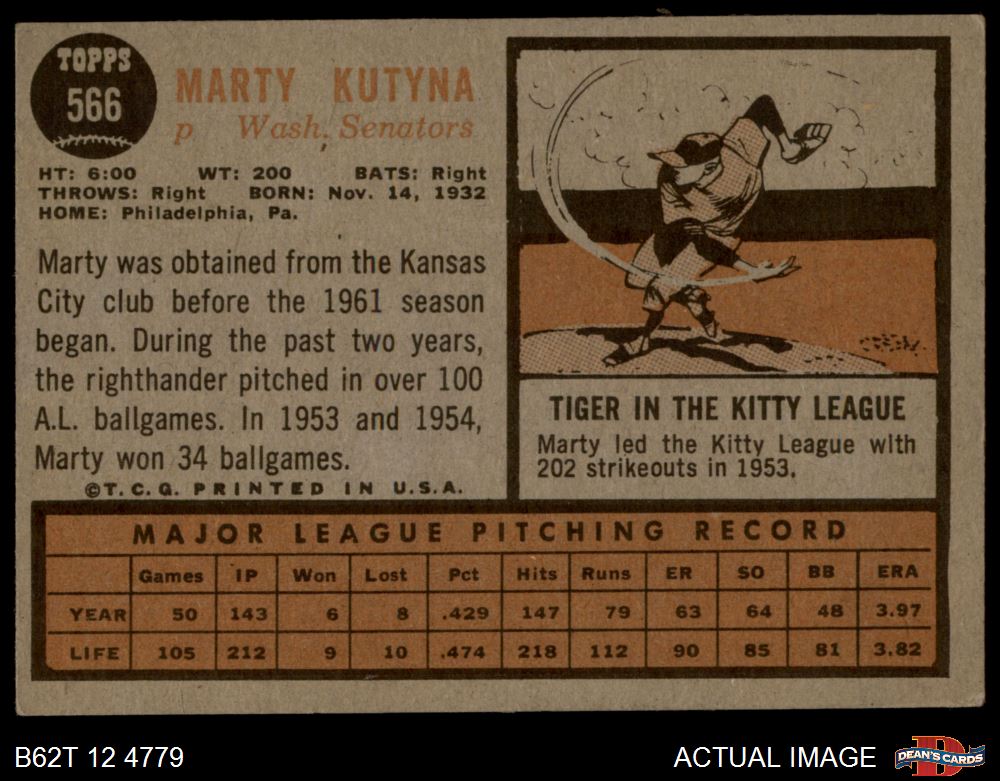 TOPPS
566
MARTY KUTYNA
p Wash. Senators
HT: 6:00 WT: 200 BATS: Right
THROWS: Right BORN: Nov. 14, 1932
HOME: Philadelphia, Pa.
Marty was obtained from the Kansas
City club before the 1961 season
began. During the past two years,
the righthander pitched in over 100
A.L. ballgames. In 1953 and 1954,
Marty won 34 ballgames.
©T.C.G. PRINTED IN U.S.A.
TIGER IN THE KITTY LEAGUE
Marty led the Kitty League with
202 strikeouts in 1953.
MAJOR LEAGUE PITCHING RECORD
Games IP Won Lost Pct Hits Runs ER SO BB ERA
YEAR 50 143 6 8 .429 147 79 63 64 48 3.97
LIFE 105 212 9 10 .474 218 112 90 85 81 3.82
B62T 12 4779
ACTUAL IMAGE
D
DEAN'S CARDS